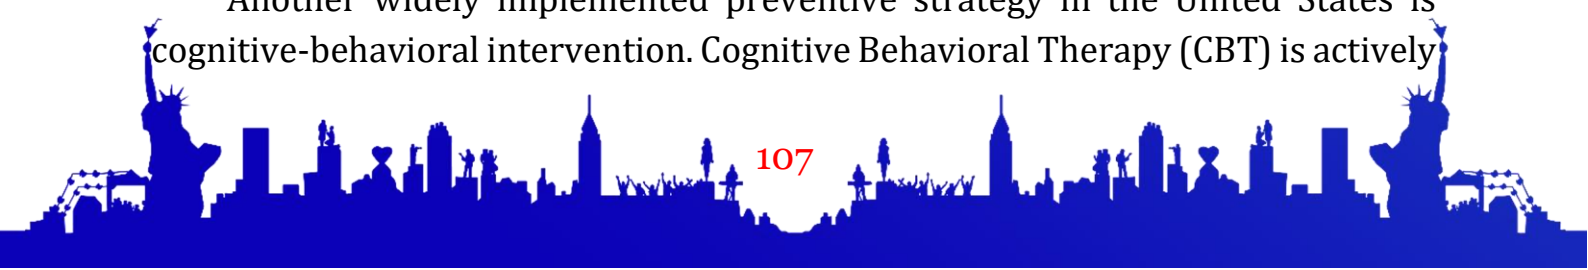 Another widely implemented preventive strategy in the United States is
cognitive-behavioral intervention. Cognitive Behavioral Therapy (CBT) is actively
107